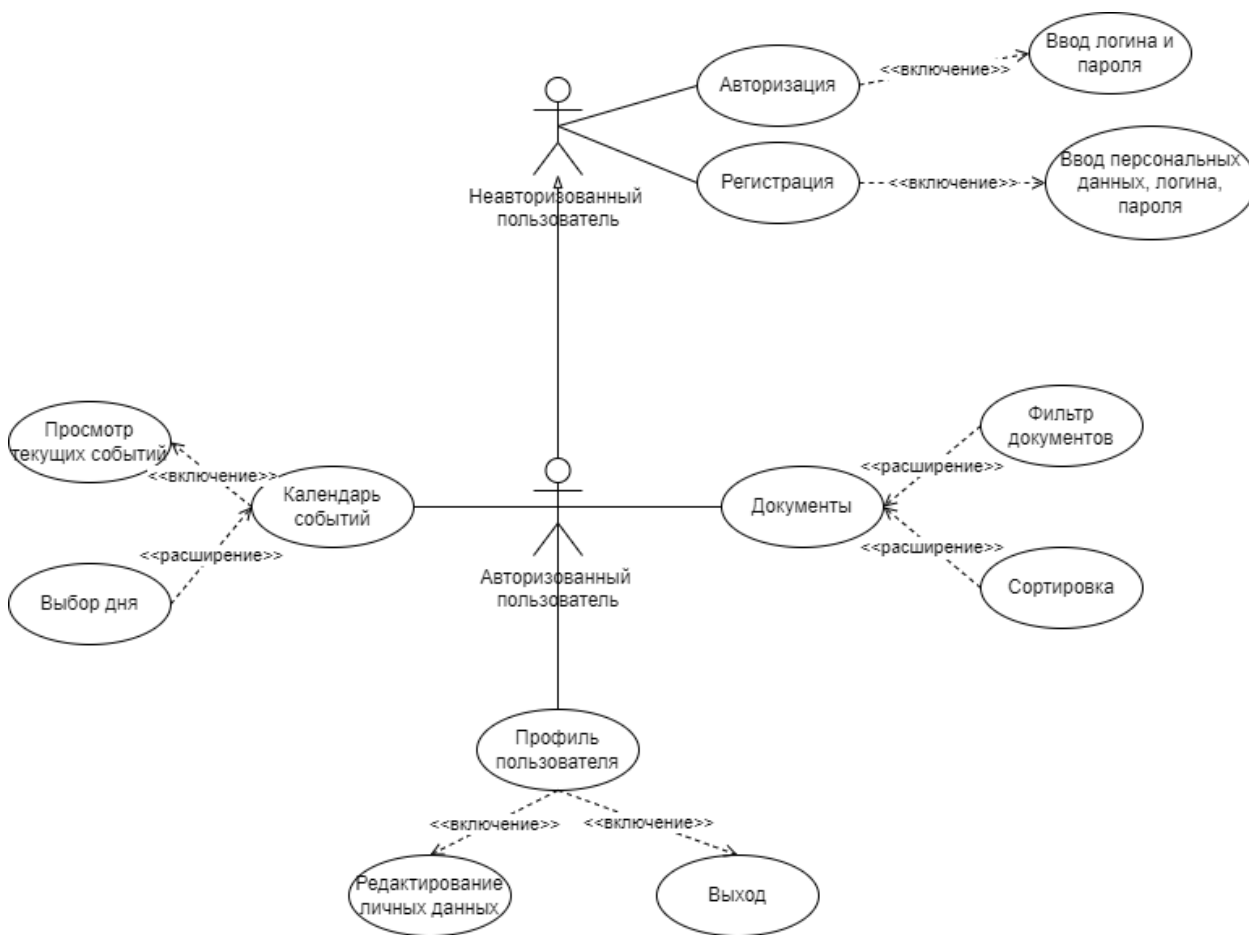 Ввод логина и
пароля
<<включение>>
Авторизация
Ввод персональных
данных, логина,
пароля
<<включение>>
Регистрация
Неавторизованный
пользователь
Просмотр
текущих событий
<<включение>>
Календарь
событий
<<расширение>>
Выбор дня
Авторизованный
пользователь
Фильтр
документов
<<расширение>>
Документы
<<расширение>>
Сортировка
Профиль
пользователя
<<включение>>
<<включение>>
Редактирование
личных данных
Выход